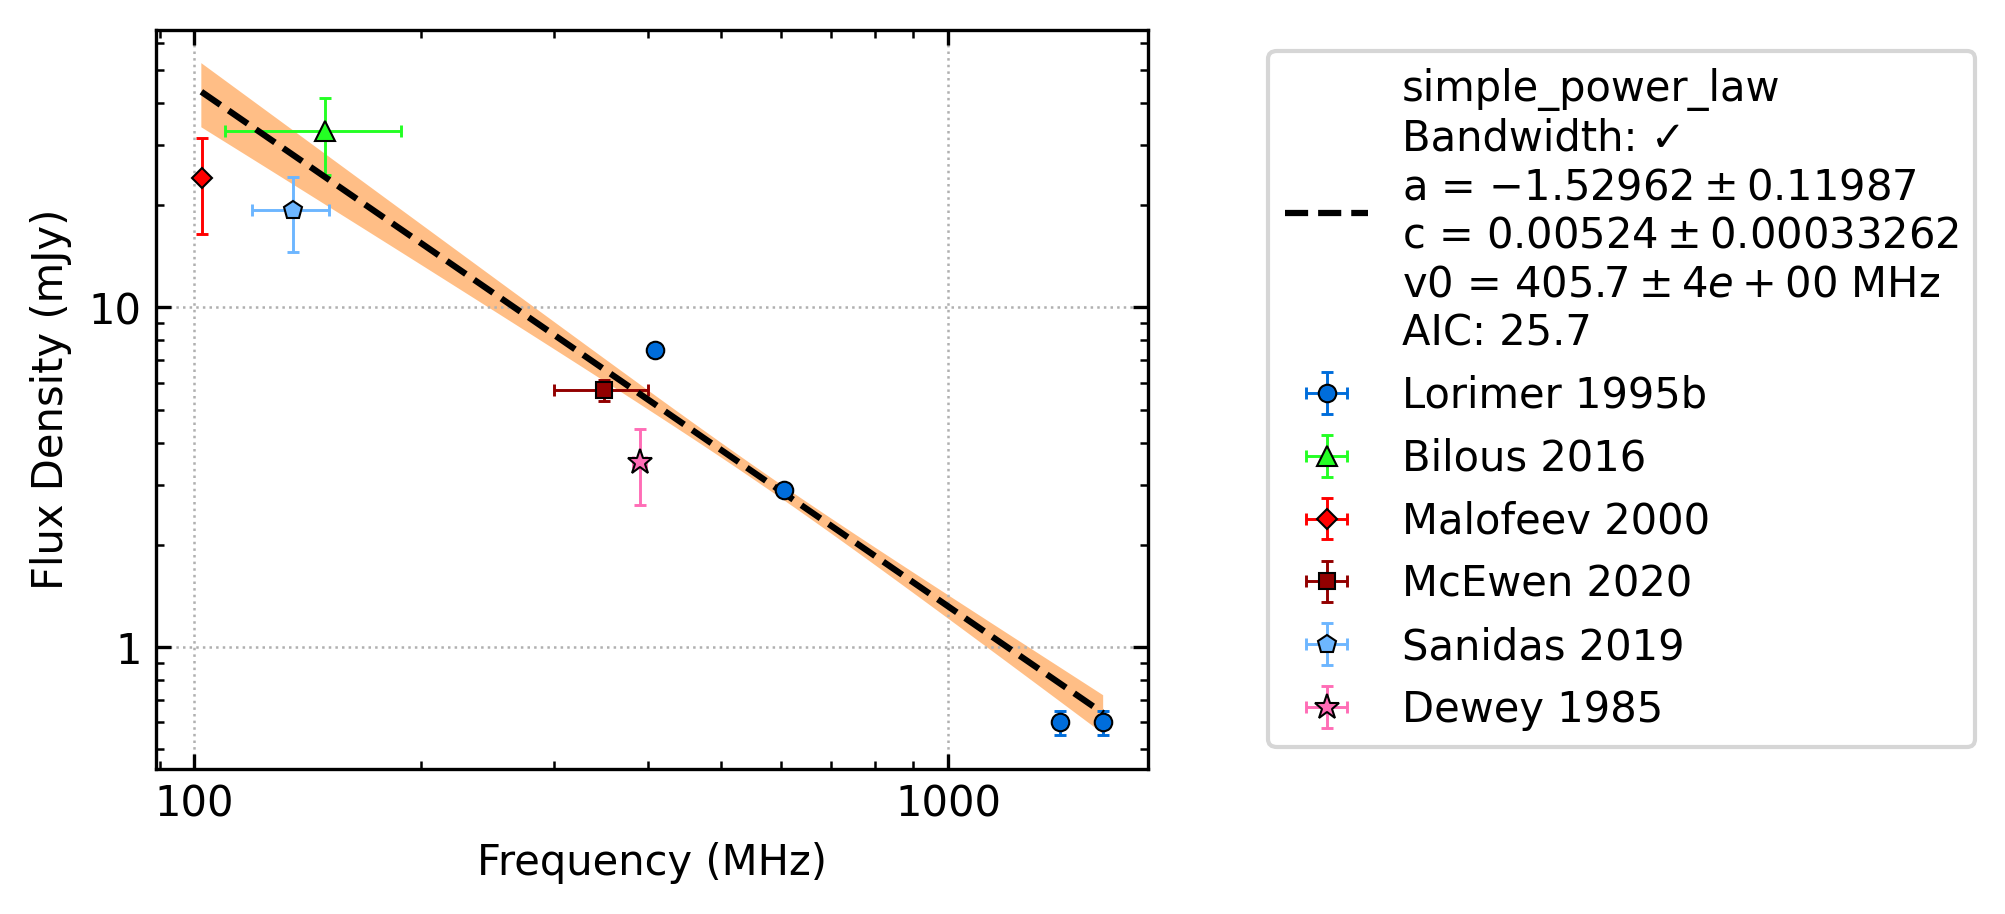 10
1
100
1000
Flux Density (mJy)
Frequency (MHz)
simple_power_law
Bandwidth: ✓
a = −1.52962 ± 0.11987
c = 0.00524 ± 0.00033262
v0 = 405.7 ± 4e + 00 MHz
AIC: 25.7
Lorimer 1995b
Bilous 2016
Malofeev 2000
McEwen 2020
Sanidas 2019
Dewey 1985